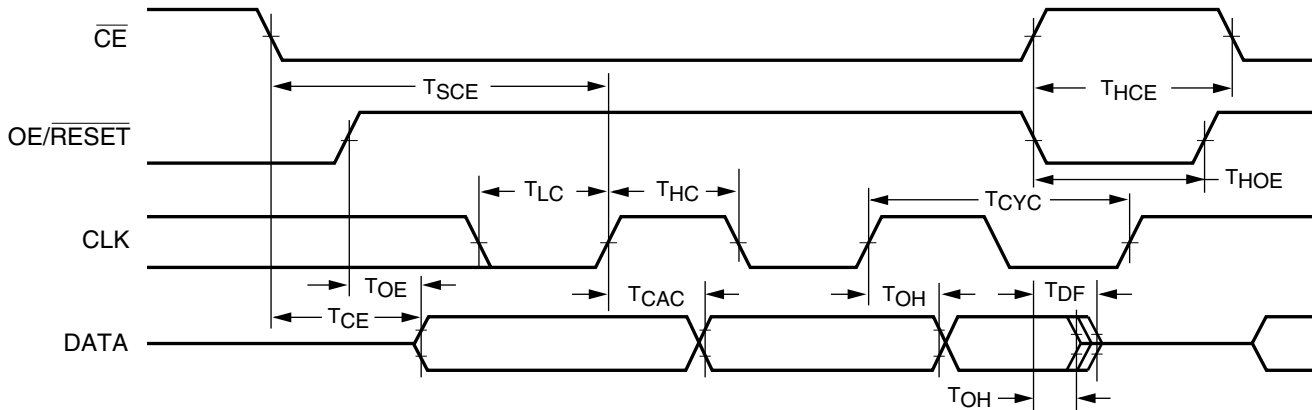 CE
TSCE
THCE
OE/RESET
TLC
THC
THOE
TCYC
CLK
TOE
TCAC
TOH
TDF
TCE
DATA
TOH